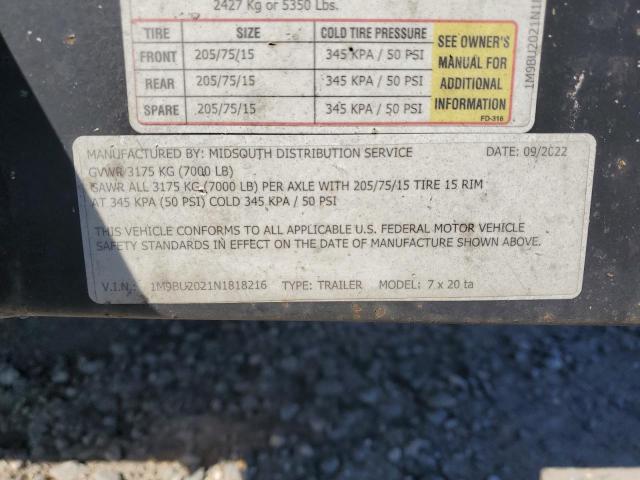 2427 Kg or 5350 Lbs.
TIRE SIZE COLD TIRE PRESSURE
FRONT 205/75/15 345 KPA / 50 PSI
REAR 205/75/15 345 KPA / 50 PSI
SPARE 205/75/15 345 KPA / 50 PSI
SEE OWNER'S
MANUAL FOR
ADDITIONAL
INFORMATION
FD-316
1M9BU2021N1
MANUFACTURED BY: MIDSOUTH DISTRIBUTION SERVICE DATE: 09/2022
GVWR 3175 KG (7000 LB)
GAWR ALL 3175 KG (7000 LB) PER AXLE WITH 205/75/15 TIRE 15 RIM
AT 345 KPA (50 PSI) COLD 345 KPA / 50 PSI
THIS VEHICLE CONFORMS TO ALL APPLICABLE U.S. FEDERAL MOTOR VEHICLE
SAFETY STANDARDS IN EFFECT ON THE DATE OF MANUFACTURE SHOWN ABOVE.
V.I.N.: 1M9BU2021N1818216 TYPE: TRAILER MODEL: 7 x 20 ta